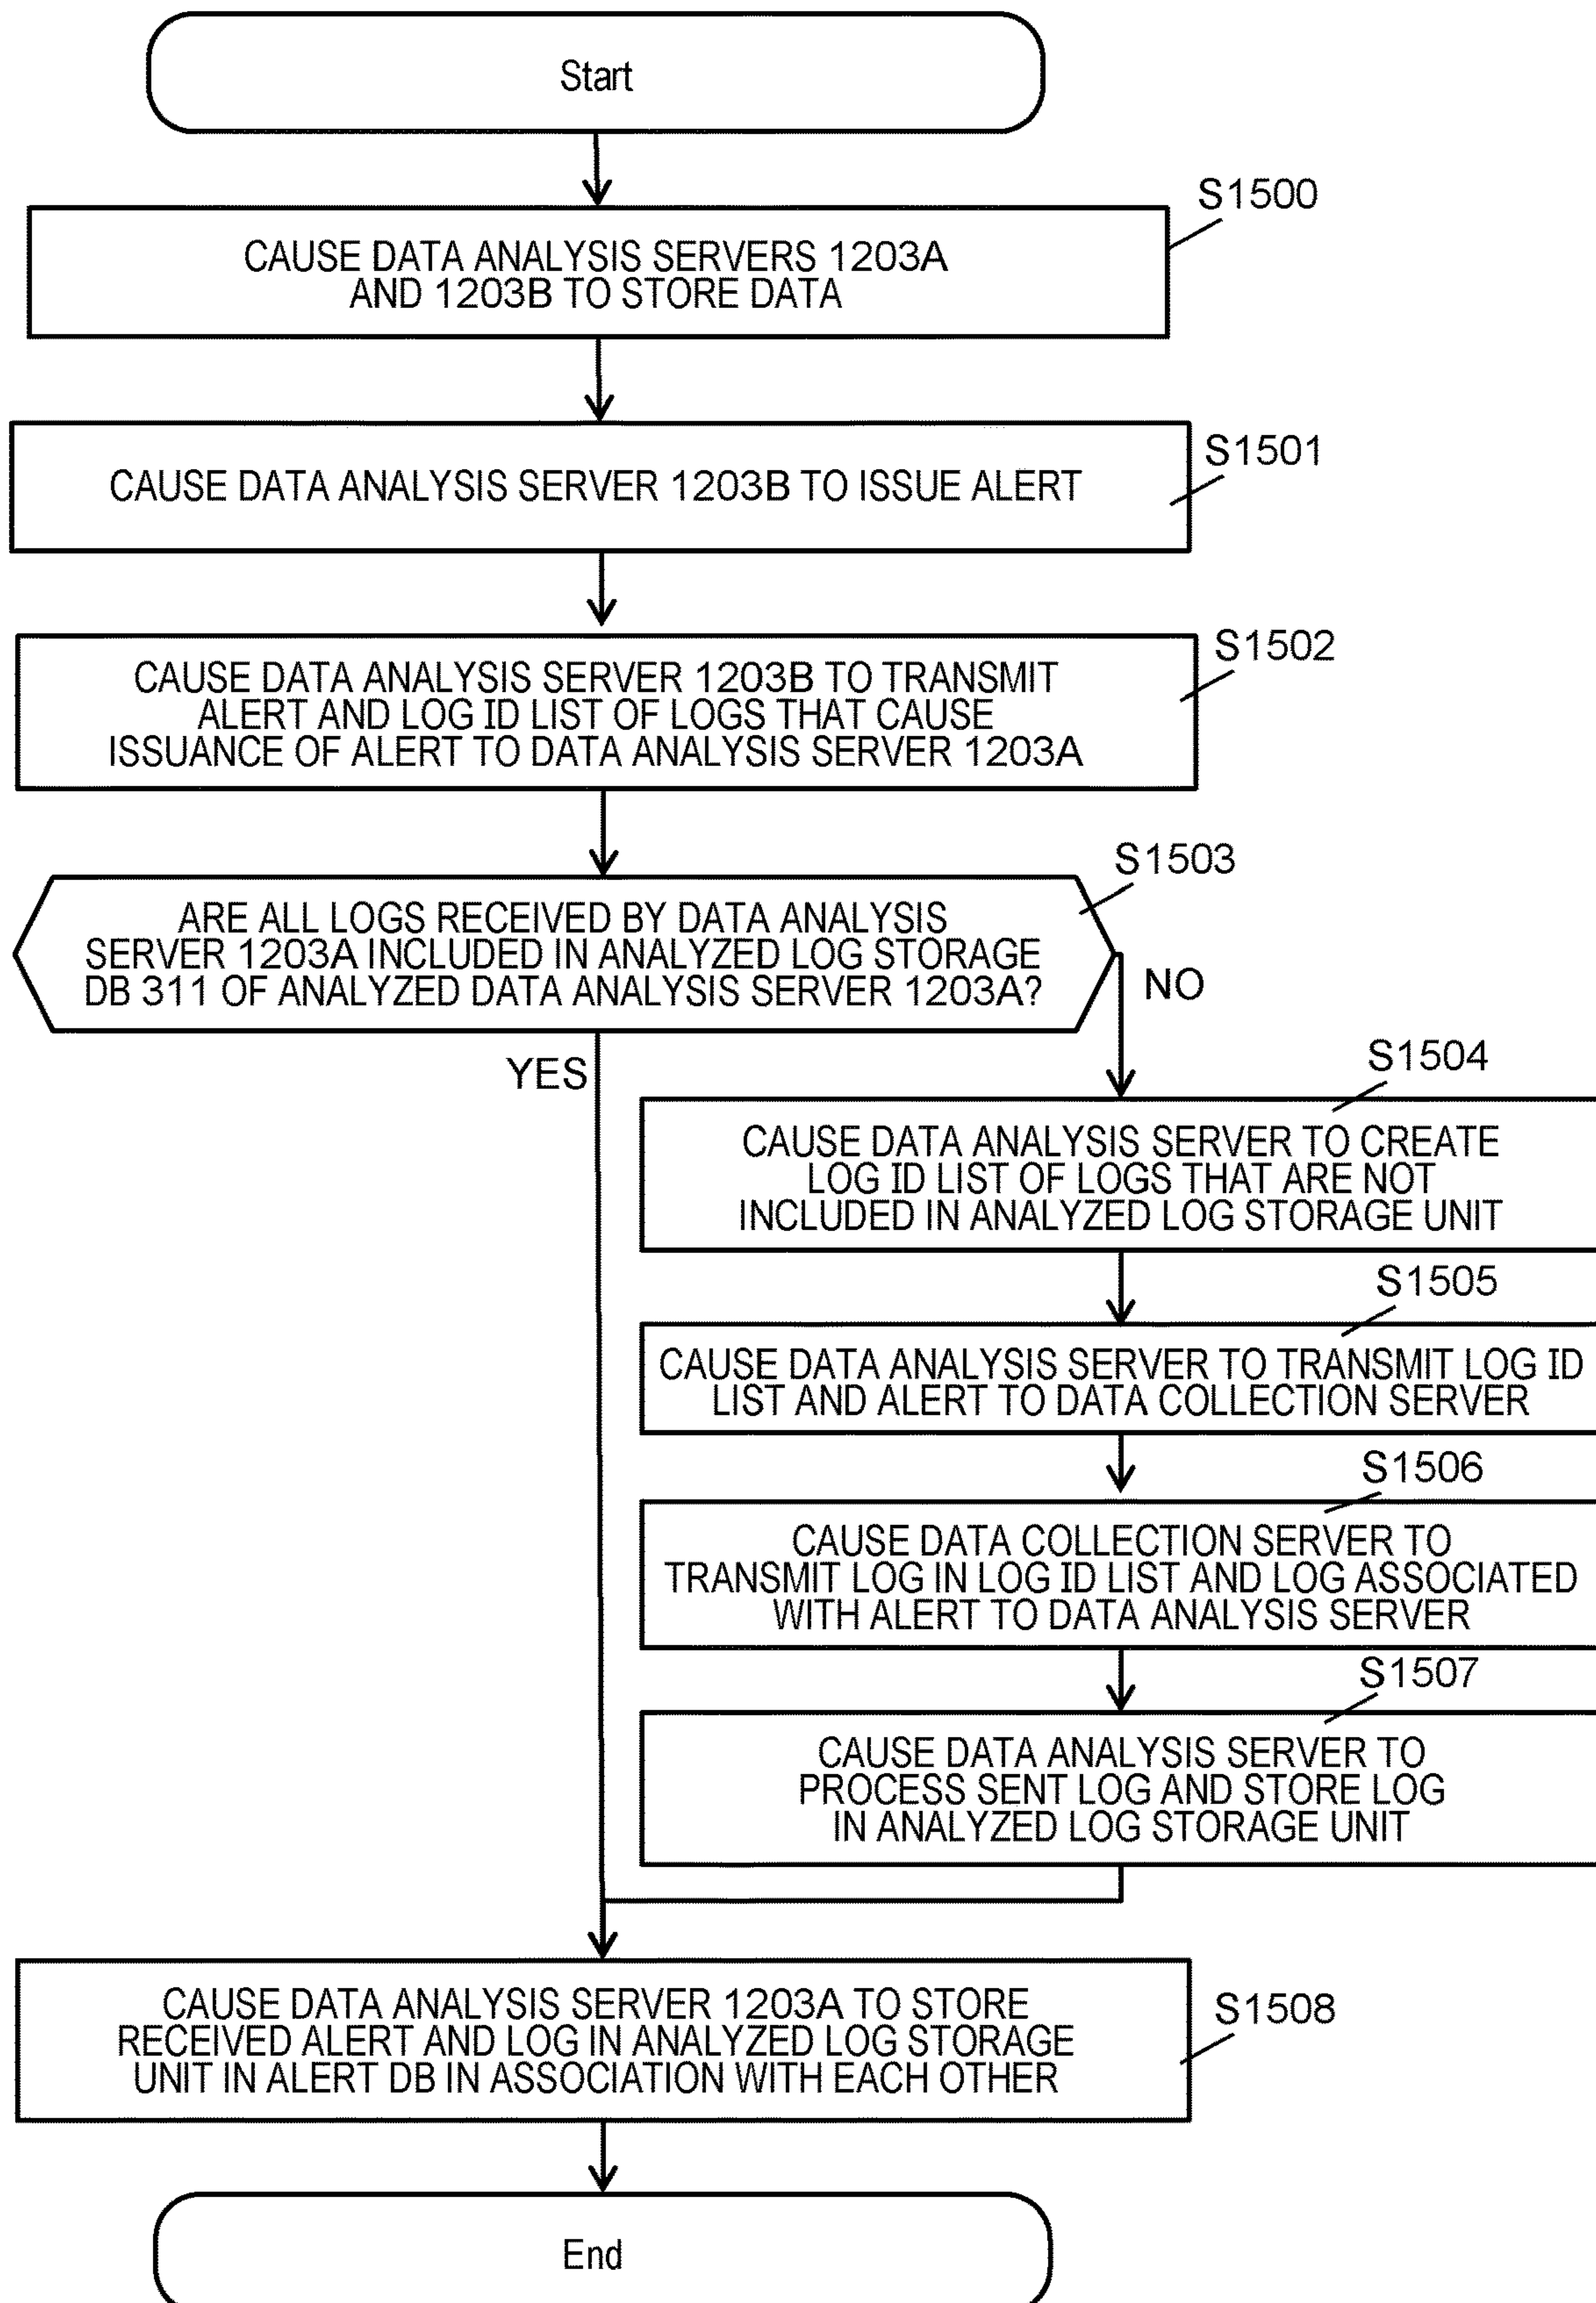 Start
S1500
CAUSE DATA ANALYSIS SERVERS 1203A
AND 1203B TO STORE DATA
S1501
CAUSE DATA ANALYSIS SERVER 1203B TO ISSUE ALERT
S1502
CAUSE DATA ANALYSIS SERVER 1203B TO TRANSMIT
ALERT AND LOG ID LIST OF LOGS THAT CAUSE
ISSUANCE OF ALERT TO DATA ANALYSIS SERVER 1203A
S1503
ARE ALL LOGS RECEIVED BY DATA ANALYSIS
SERVER 1203A INCLUDED IN ANALYZED LOG STORAGE
DB 311 OF ANALYZED DATA ANALYSIS SERVER 1203A?
NO
YES
S1504
CAUSE DATA ANALYSIS SERVER TO CREATE
LOG ID LIST OF LOGS THAT ARE NOT
INCLUDED IN ANALYZED LOG STORAGE UNIT
S1505
CAUSE DATA ANALYSIS SERVER TO TRANSMIT LOG ID
LIST AND ALERT TO DATA COLLECTION SERVER
S1506
CAUSE DATA COLLECTION SERVER TO
TRANSMIT LOG IN LOG ID LIST AND LOG ASSOCIATED
WITH ALERT TO DATA ANALYSIS SERVER
S1507
CAUSE DATA ANALYSIS SERVER TO
PROCESS SENT LOG AND STORE LOG
IN ANALYZED LOG STORAGE UNIT
CAUSE DATA ANALYSIS SERVER 1203A TO STORE
RECEIVED ALERT AND LOG IN ANALYZED LOG STORAGE
UNIT IN ALERT DB IN ASSOCIATION WITH EACH OTHER
S1508
End